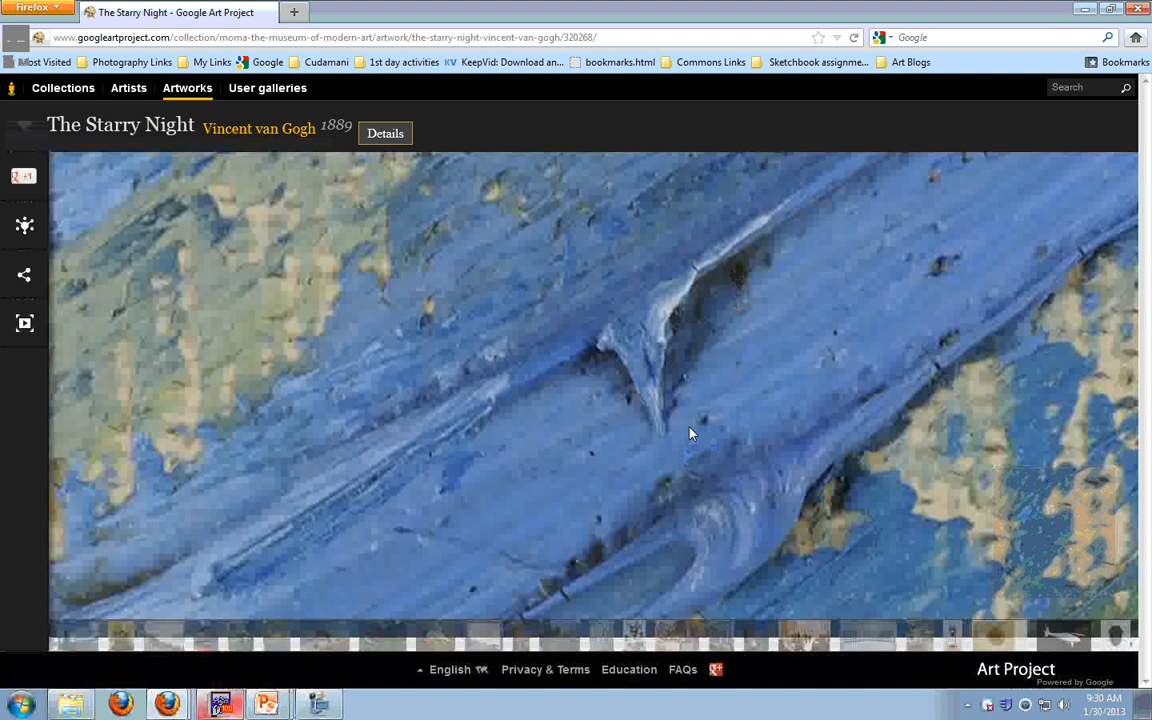 Firefox
The Starry Night - Google Art Project
www.googleartproject.com/collection/moma-the-museum-of-modern-art/artwork/the-starry-night-vincent-van-gogh/320268/
Google
Most Visited Photography Links My Links Google Cudamani 1st day activities KV KeepVid: Download an... bookmarks.html Commons Links Sketchbook assignme... Art Blogs Bookmarks
Collections Artists Artworks User galleries Search
The Starry Night Vincent van Gogh 1889 Details
+1
English Privacy & Terms Education FAQs
Art Project
Powered by Google
9:30 AM
1/30/2013